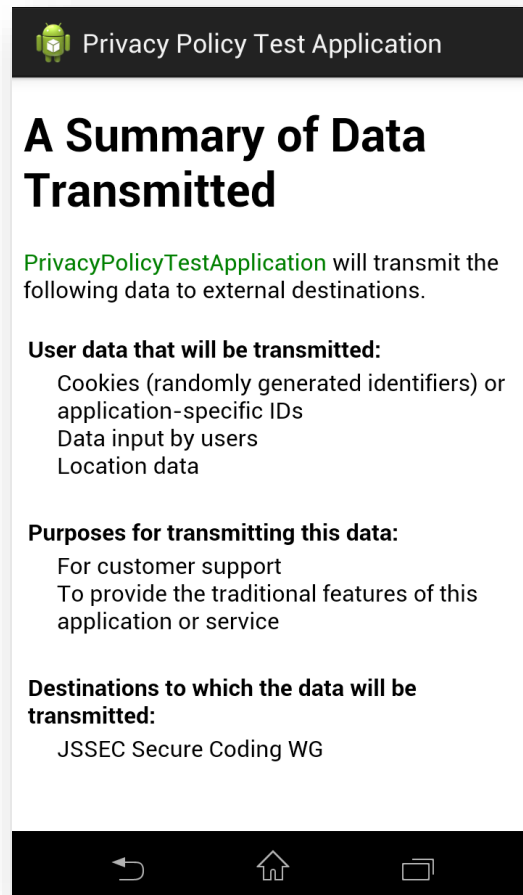 Privacy Policy Test Application
A Summary of Data
Transmitted
PrivacyPolicyTestApplication will transmit the
following data to external destinations.
User data that will be transmitted:
Cookies (randomly generated identifiers) or
application-specific IDs
Data input by users
Location data
Purposes for transmitting this data:
For customer support
To provide the traditional features of this
application or service
Destinations to which the data will be
transmitted:
JSSEC Secure Coding WG